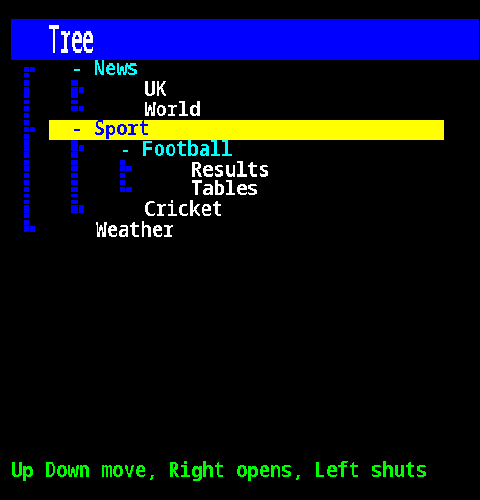 Tree
- News
UK
World
- Sport
- Football
Results
Tables
Cricket
Weather
Up Down move, Right opens, Left shuts